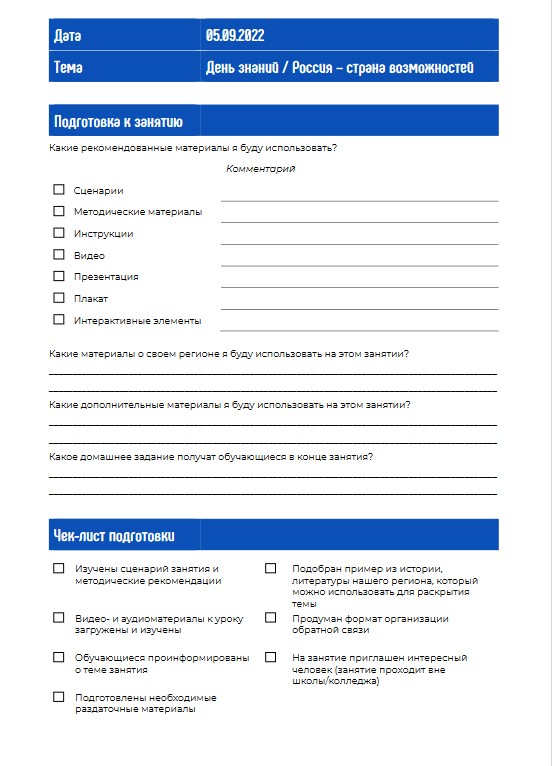 Дата 05.09.2022
Тема День знаний / Россия – страна возможностей
Подготовка к занятию
Какие рекомендованные материалы я буду использовать?
Комментарий
Сценарии
Методические материалы
Инструкции
Видео
Презентация
Плакат
Интерактивные элементы
Какие материалы о своем регионе я буду использовать на этом занятии?
Какие дополнительные материалы я буду использовать на этом занятии?
Какое домашнее задание получат обучающиеся в конце занятия?
Чек-лист подготовки
Изучены сценарий занятия и
методические рекомендации
Подобран пример из истории,
литературы нашего региона, который
можно использовать для раскрытия
темы
Видео- и аудиоматериалы к уроку
загружены и изучены
Продуман формат организации
обратной связи
Обучающиеся проинформированы
о теме занятия
На занятие приглашен интересный
человек (занятие проходит вне
школы/колледжа)
Подготовлены необходимые
раздаточные материалы